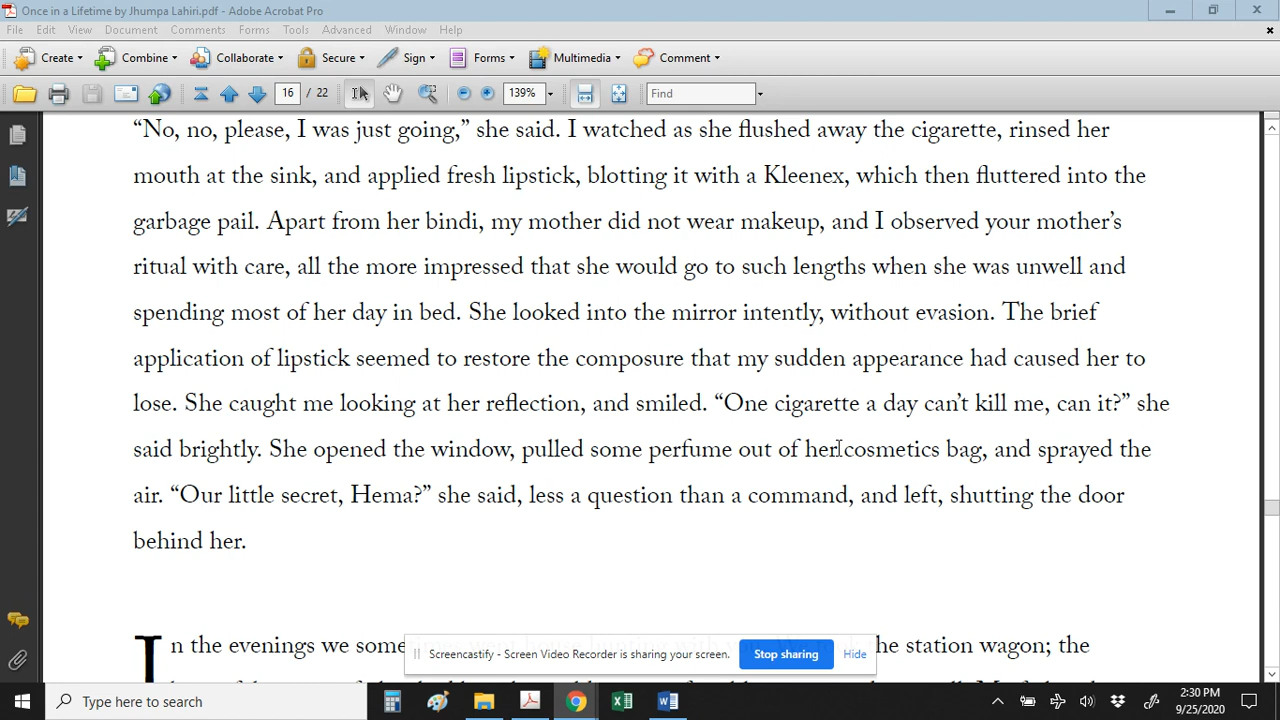 Once in a Lifetime by Jhumpa Lahiri.pdf - Adobe Acrobat Pro
File Edit View Document Comments Forms Tools Advanced Window Help
Create Combine Collaborate Secure Sign Forms Multimedia Comment
16 / 22 139% Find
“No, no, please, I was just going,” she said. I watched as she flushed away the cigarette, rinsed her
mouth at the sink, and applied fresh lipstick, blotting it with a Kleenex, which then fluttered into the
garbage pail. Apart from her bindi, my mother did not wear makeup, and I observed your mother’s
ritual with care, all the more impressed that she would go to such lengths when she was unwell and
spending most of her day in bed. She looked into the mirror intently, without evasion. The brief
application of lipstick seemed to restore the composure that my sudden appearance had caused her to
lose. She caught me looking at her reflection, and smiled. “One cigarette a day can’t kill me, can it?” she
said brightly. She opened the window, pulled some perfume out of her cosmetics bag, and sprayed the
air. “Our little secret, Hema?” she said, less a question than a command, and left, shutting the door
behind her.
In the evenings we some he station wagon; the
Screencastify - Screen Video Recorder is sharing your screen. Stop sharing Hide
Type here to search
2:30 PM
9/25/2020